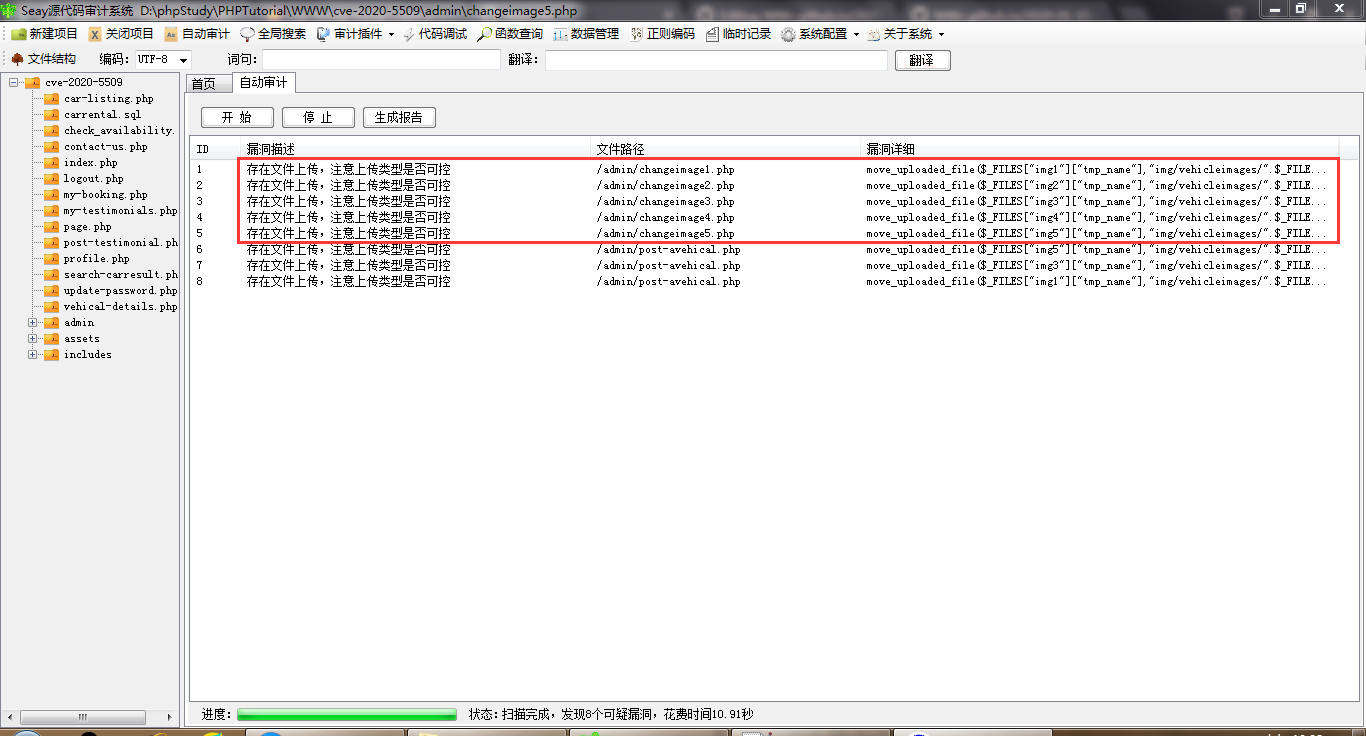 Seay源代码审计系统 D:\phpStudy\PHPTutorial\WWW\cve-2020-5509\admin\changeimage5.php
新建项目 关闭项目 自动审计 全局搜索 审计插件 代码调试 函数查询 数据管理 正则编码 临时记录 系统配置 关于系统
文件结构 编码: UTF-8 词句: 翻译: 翻译
首页 自动审计
cve-2020-5509
car-listing.php
carrental.sql
check_availability.
contact-us.php
index.php
logout.php
my-booking.php
my-testimonials.php
page.php
post-testimonial.ph
profile.php
search-carresult.ph
update-password.php
vehical-details.php
admin
assets
includes
开 始 停 止 生成报告
ID 漏洞描述 文件路径 漏洞详细
1 存在文件上传，注意上传类型是否可控 /admin/changeimage1.php move_uploaded_file($_FILES["img1"]["tmp_name"],"img/vehicleimages/".$_FILE...
2 存在文件上传，注意上传类型是否可控 /admin/changeimage2.php move_uploaded_file($_FILES["img2"]["tmp_name"],"img/vehicleimages/".$_FILE...
3 存在文件上传，注意上传类型是否可控 /admin/changeimage3.php move_uploaded_file($_FILES["img3"]["tmp_name"],"img/vehicleimages/".$_FILE...
4 存在文件上传，注意上传类型是否可控 /admin/changeimage4.php move_uploaded_file($_FILES["img4"]["tmp_name"],"img/vehicleimages/".$_FILE...
5 存在文件上传，注意上传类型是否可控 /admin/changeimage5.php move_uploaded_file($_FILES["img5"]["tmp_name"],"img/vehicleimages/".$_FILE...
6 存在文件上传，注意上传类型是否可控 /admin/post-avehical.php move_uploaded_file($_FILES["img5"]["tmp_name"],"img/vehicleimages/".$_FILE...
7 存在文件上传，注意上传类型是否可控 /admin/post-avehical.php move_uploaded_file($_FILES["img3"]["tmp_name"],"img/vehicleimages/".$_FILE...
8 存在文件上传，注意上传类型是否可控 /admin/post-avehical.php move_uploaded_file($_FILES["img1"]["tmp_name"],"img/vehicleimages/".$_FILE...
进度: 状态:扫描完成，发现8个可疑漏洞，花费时间10.91秒